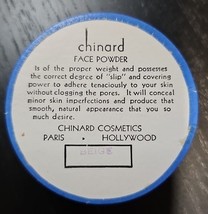 chinard
FACE POWDER
Is of the proper weight and possesses
the correct degree of "slip" and covering
power to adhere tenaciously to your skin
without clogging the pores. It will conceal
minor skin imperfections and produce that
smooth, natural appearance that you so
much desire.
CHINARD COSMETICS
PARIS • HOLLYWOOD